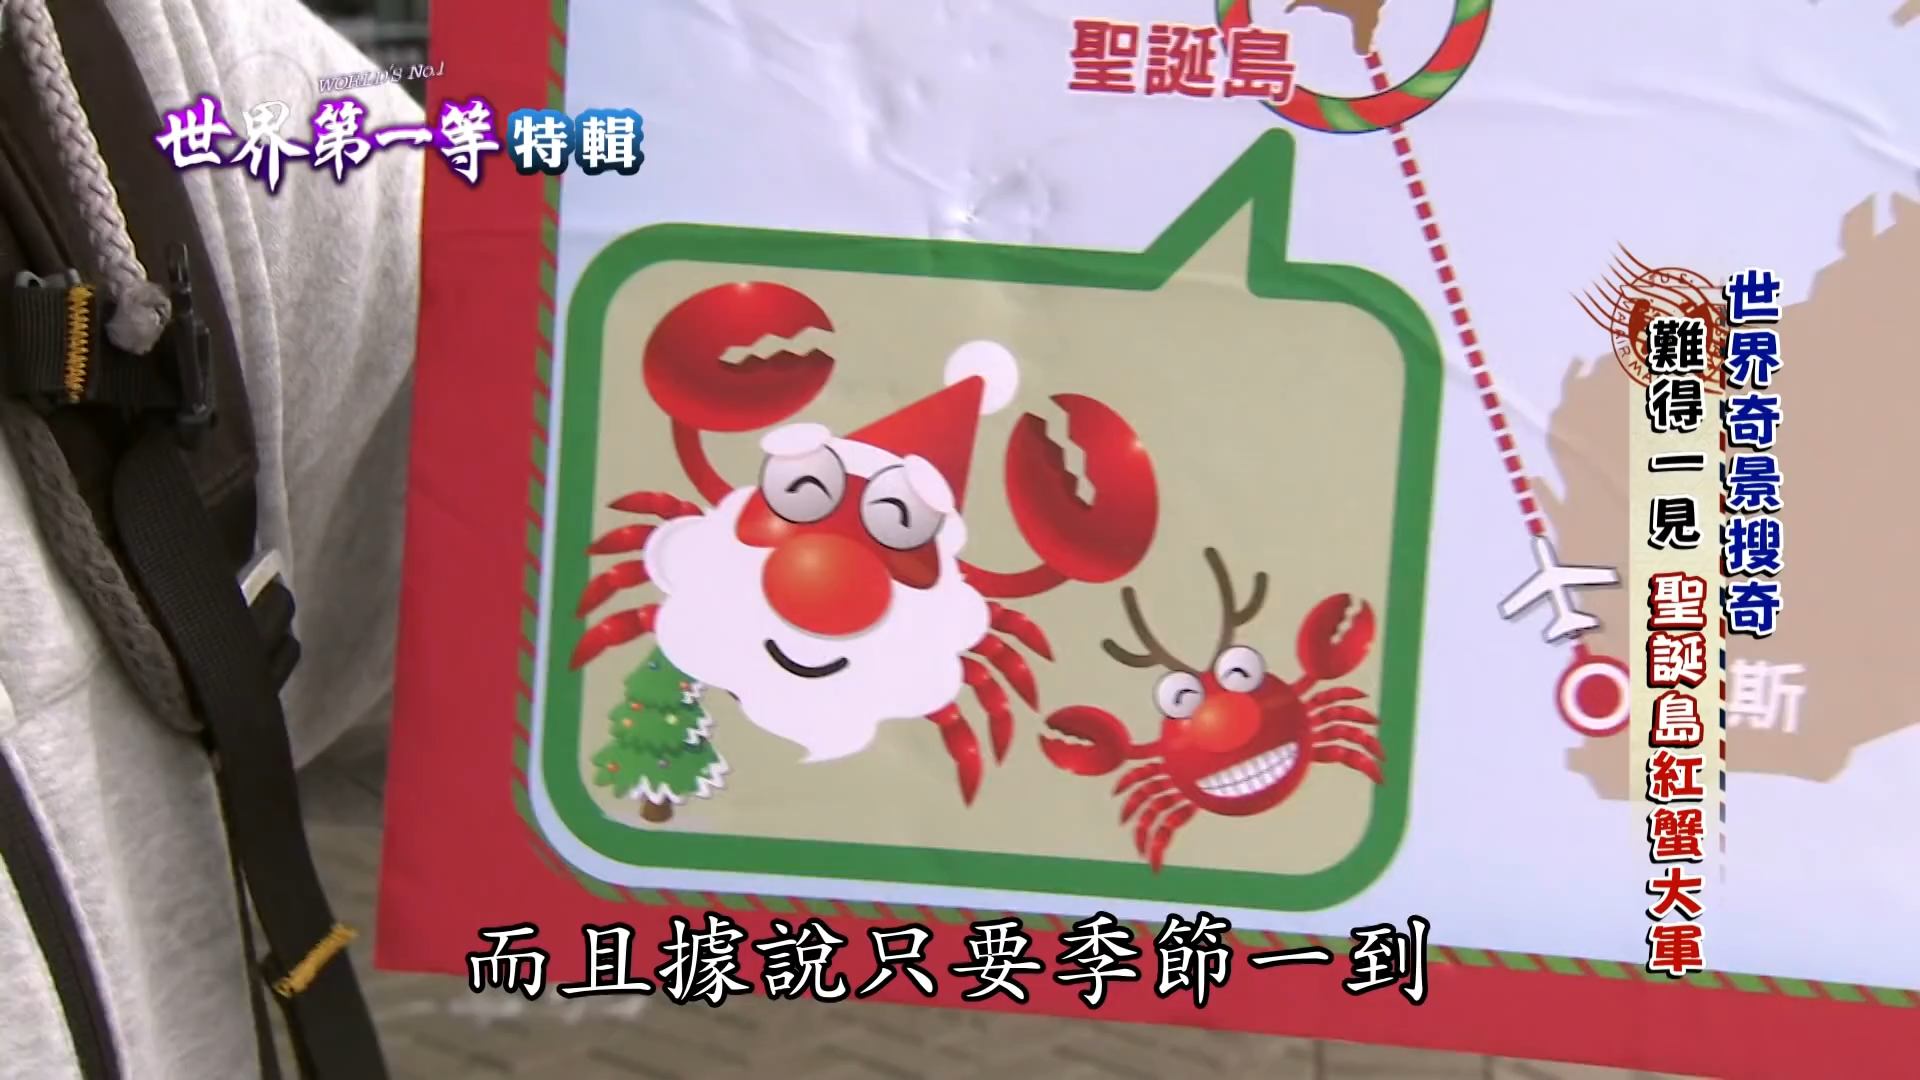 聖誕島
WORLD'S No.1
世界第一等特輯
世界奇景搜奇
難得一見 聖誕島紅蟹大軍
斯
而且據說只要季節一到